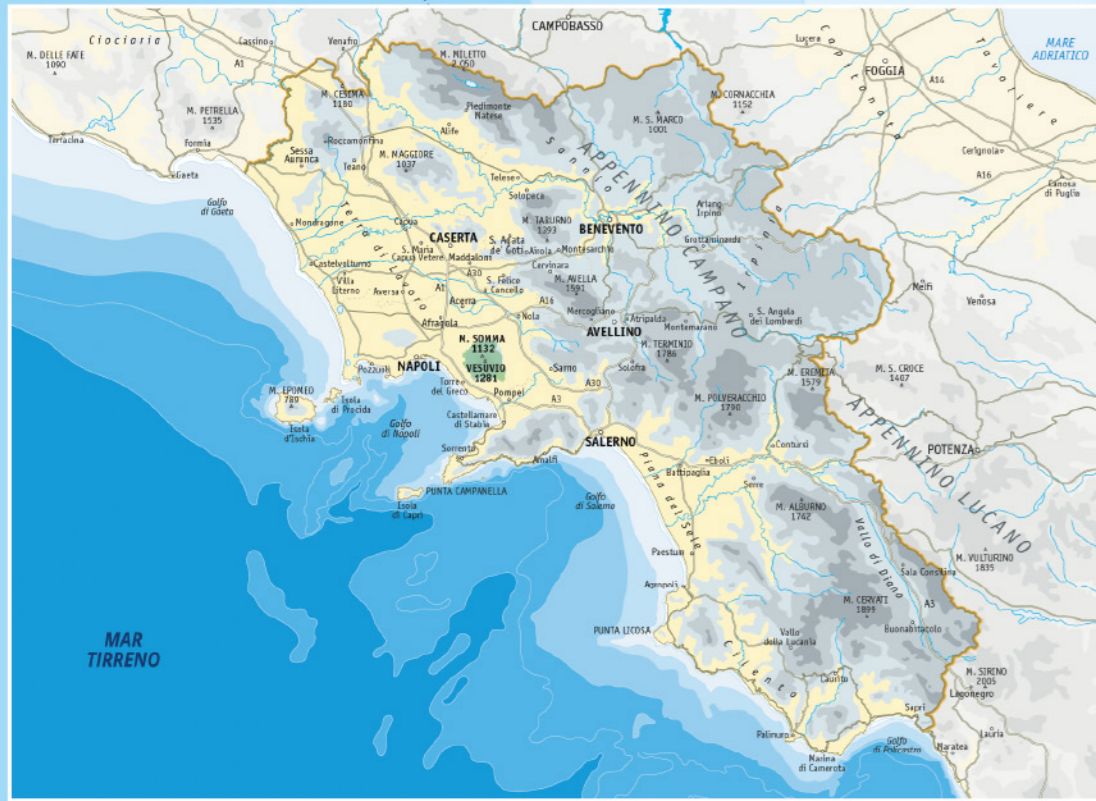 CAMPOBASSO
Ciociaria
Cassino
Venafro
Lucera
Capitanata
Tavoliere
MARE
ADRIATICO
M. DELLE FATE
1090
A1
M. MILETTO
2.050
FOGGIA
A14
M. CESIMA
1180
M. CORNACCHIA
1152
M. PETRELLA
1535
Piedimonte
Matese
M. S. MARCO
1001
Terracina
Formia
Alife
Sannio
Cerignola
Roccamonfina
Sessa
Aurunca
Teano
M. MAGGIORE
1037
APPENNINO CAMPANO
A16
Gaeta
Telese
Canosa
di Puglia
Golfo
di Gaeta
Solopaca
Ariano
Irpino
Mondragone
Terra di Lavoro
Capua
M. TABURNO
1393
BENEVENTO
Irpinia
CASERTA
S. Agata
de' Goti
Airola
Montesarchio
Grottaminarda
S. Maria
Capua Vetere
Maddaloni
Castelvolturno
A30
Cervinara
Villa
Literno
Aversa
A1
S. Felice
a Cancello
M. AVELLA
1591
Melfi
Venosa
Acerra
A16
Nola
Mercogliano
Atripalda
S. Angelo
dei Lombardi
Afragola
AVELLINO
Montemarano
M. SOMMA
1132
VESUVIO
1281
M. TERMINIO
1786
NAPOLI
Pozzuoli
Sarno
Solofra
M. EREMITA
1579
M. S. CROCE
1407
M. EPOMEO
789
Isola
di Procida
Torre
del Greco
Pompei
A30
A3
M. POLVERACCHIO
1790
APPENNINO LUCANO
Isola
d'Ischia
Golfo
di Napoli
Castellamare
di Stabia
SALERNO
Contursi
POTENZA
Sorrento
Amalfi
Piana del Sele
Battipaglia
Eboli
Serre
PUNTA CAMPANELLA
Isola
di Capri
Golfo
di Salerno
M. ALBURNO
1742
Vallo di Diano
Paestum
M. VULTURINO
1835
Sala Consilina
Agropoli
M. CERVATI
1899
A3
PUNTA LICOSA
Vallo
della Lucania
Buonabitacolo
MAR
TIRRENO
Cilento
Laurito
M. SIRINO
2005
Lagonegro
Sapri
Palinuro
Golfo
di Policastro
Lauria
Maratea
Marina
di Camerota